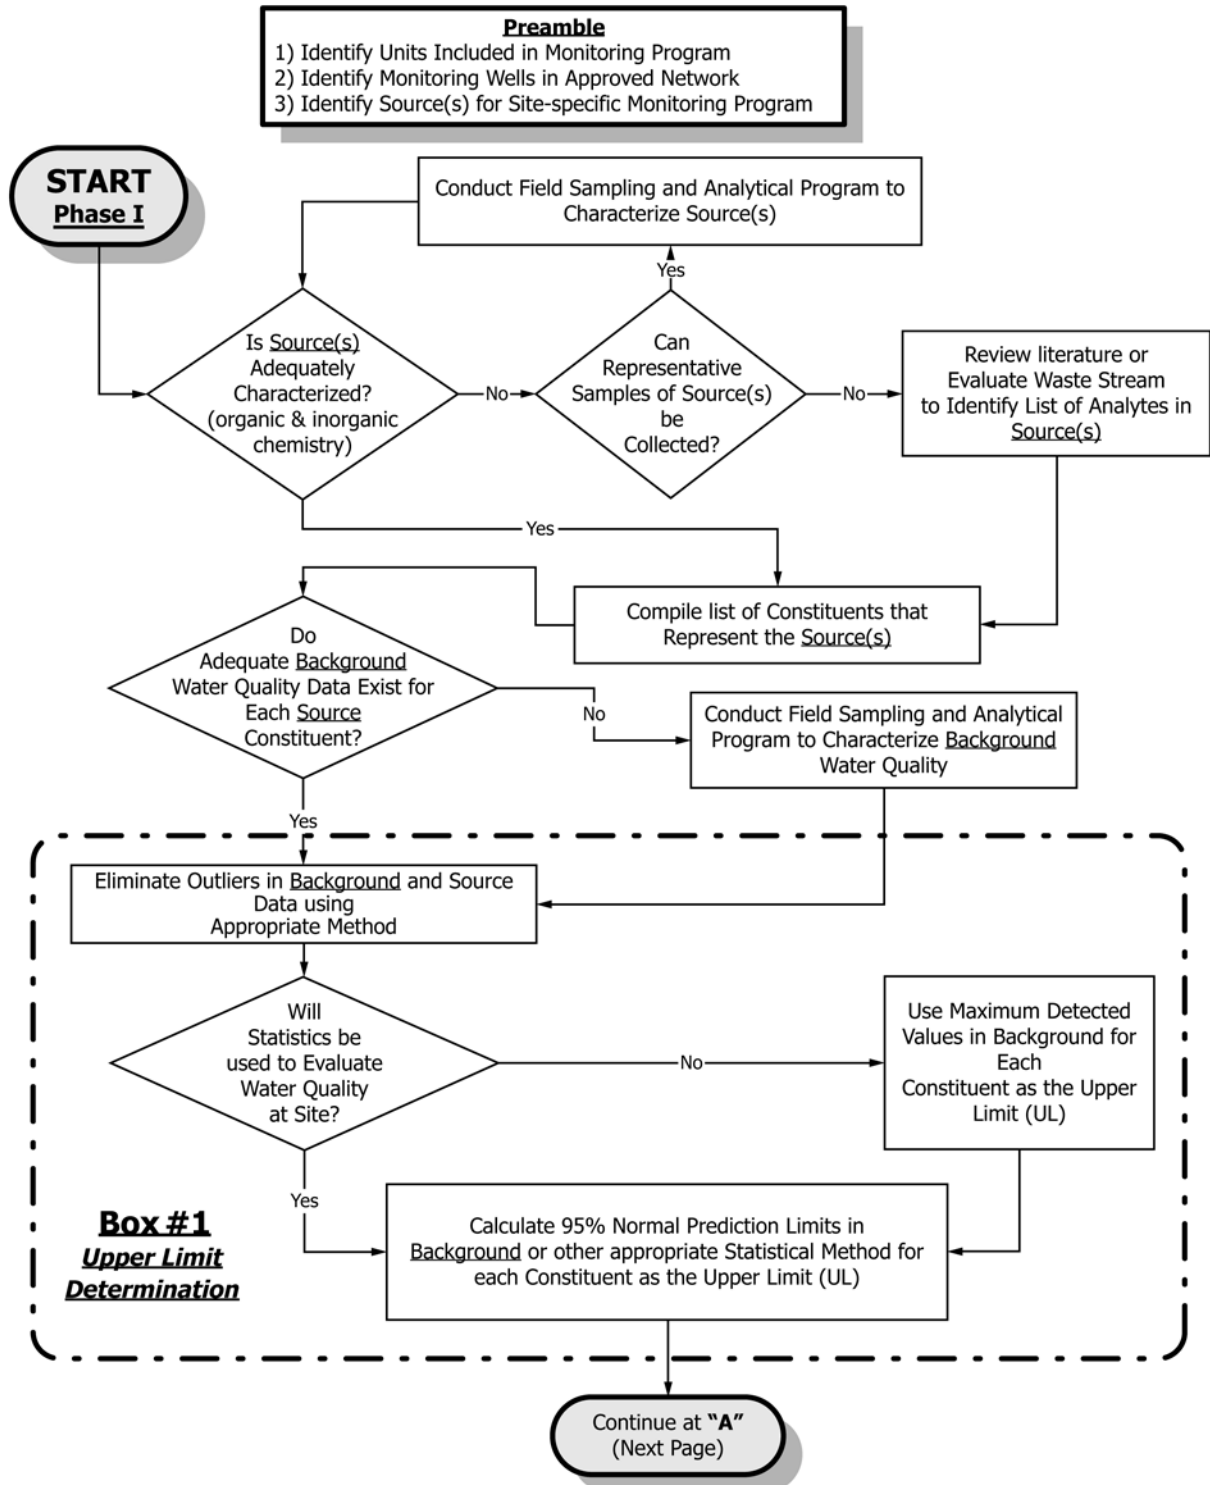 Preamble
1) Identify Units Included in Monitoring Program
2) Identify Monitoring Wells in Approved Network
3) Identify Source(s) for Site-specific Monitoring Program
START
Phase I
Conduct Field Sampling and Analytical Program to
Characterize Source(s)
Yes
Is Source(s)
Adequately
Characterized?
(organic & inorganic
chemistry)
No
Can
Representative
Samples of Source(s)
be
Collected?
No
Review literature or
Evaluate Waste Stream
to Identify List of Analytes in
Source(s)
Yes
Compile list of Constituents that
Represent the Source(s)
Do
Adequate Background
Water Quality Data Exist for
Each Source
Constituent?
No
Conduct Field Sampling and Analytical
Program to Characterize Background
Water Quality
Yes
Eliminate Outliers in Background and Source
Data using
Appropriate Method
Will
Statistics be
used to Evaluate
Water Quality
at Site?
No
Use Maximum Detected
Values in Background for
Each
Constituent as the Upper
Limit (UL)
Yes
Box #1
Upper Limit
Determination
Calculate 95% Normal Prediction Limits in
Background or other appropriate Statistical Method for
each Constituent as the Upper Limit (UL)
Continue at “A”
(Next Page)